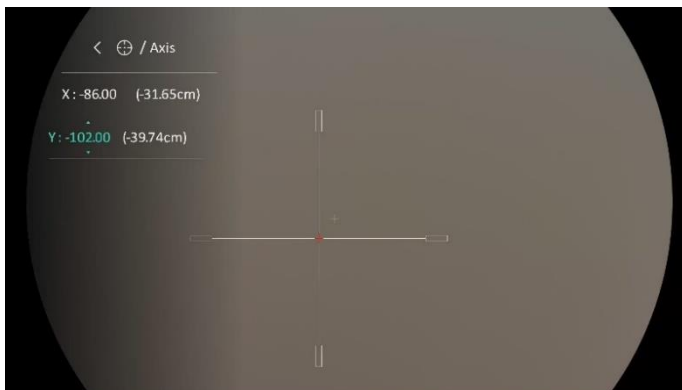 / Axis
X : -86.00 (-31.65cm)
Y : -102.00 (-39.74cm)